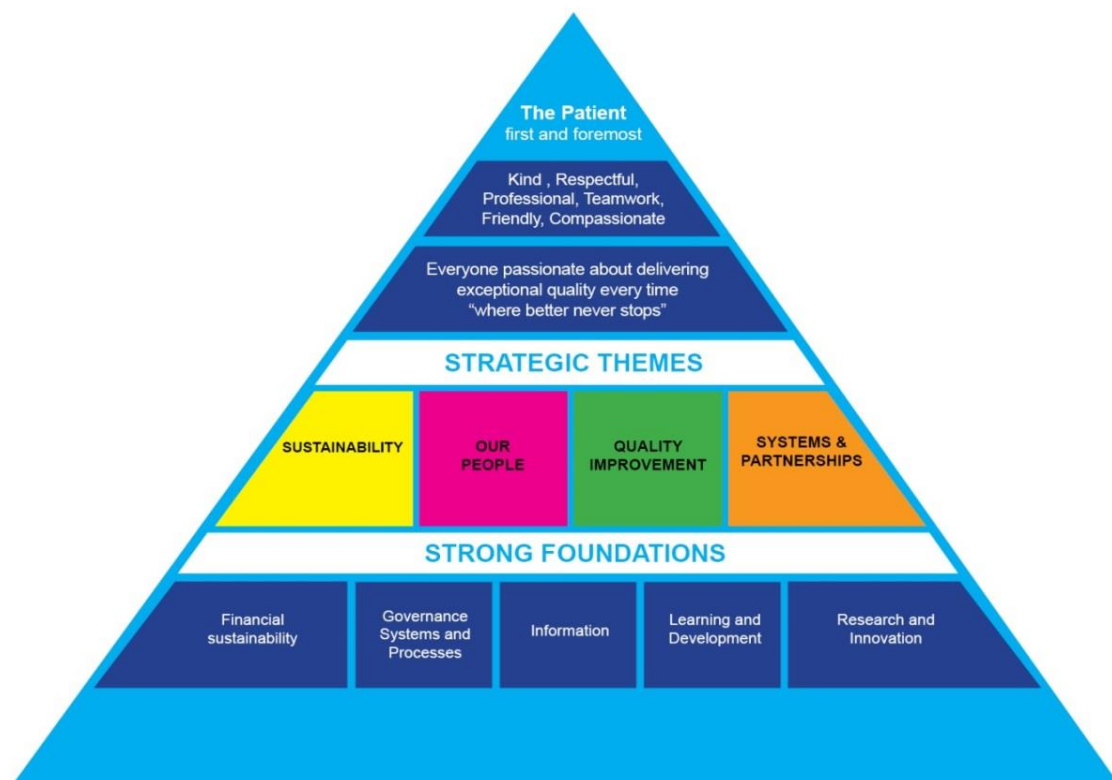 The Patient
first and foremost
Kind , Respectful,
Professional, Teamwork,
Friendly, Compassionate
Everyone passionate about delivering
exceptional quality every time
“where better never stops”
STRATEGIC THEMES
SUSTAINABILITY
OUR
PEOPLE
QUALITY
IMPROVEMENT
SYSTEMS &
PARTNERSHIPS
STRONG FOUNDATIONS
Financial
sustainability
Governance
Systems and
Processes
Information
Learning and
Development
Research and
Innovation